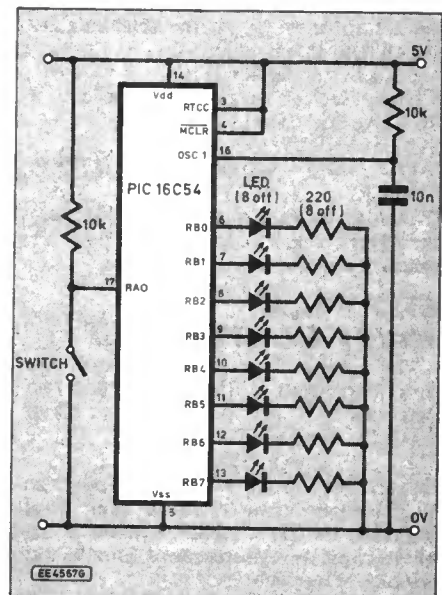 5V
14
Vdd
RTCC 3
MCLR 4
OSC 1 16
10k
PIC 16C54
LED (8 off)
220 (8 off)
10n
10k
RB0 6
17 RA0
RB1 7
RB2 8
RB3 9
SWITCH
RB4 10
RB5 11
RB6 12
RB7 13
Vss
5
0V
EE4567G